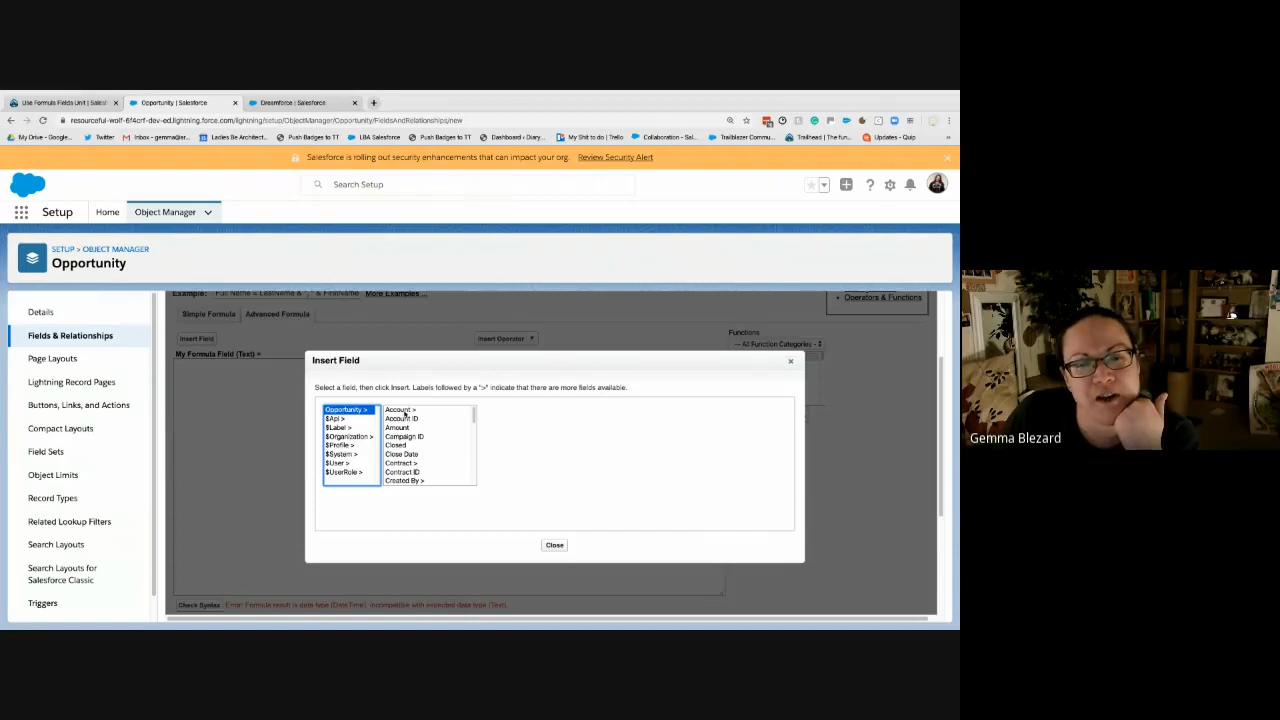 Use Formula Fields Unit | Salesf
Opportunity | Salesforce
Dreamforce | Salesforce
resourceful-wolf-6f4crf-dev-ed.lightning.force.com/lightning/setup/ObjectManager/Opportunity/FieldsAndRelationships/new
My Drive - Google...
Twitter
Inbox - gemma@ar...
Ladies Be Architect...
Push Badges to TT
LBA Salesforce
Push Badges to TT
Dashboard / Diary...
My Shit to do | Trello
Collaboration - Sal...
Trailblazer Commu...
Trailhead | The fun...
Updates - Quip
Salesforce is rolling out security enhancements that can impact your org. Review Security Alert
Search Setup
Setup
Home
Object Manager
SETUP > OBJECT MANAGER
Opportunity
Details
Fields & Relationships
Page Layouts
Lightning Record Pages
Buttons, Links, and Actions
Compact Layouts
Field Sets
Object Limits
Record Types
Related Lookup Filters
Search Layouts
Search Layouts for
Salesforce Classic
Triggers
Example: Full Name = LastName & ", " & FirstName More Examples ...
Operators & Functions
Simple Formula
Advanced Formula
Insert Field
Insert Operator
Functions
-- All Function Categories --
My Formula Field (Text) =
Insert Field
Select a field, then click Insert. Labels followed by a ">" indicate that there are more fields available.
Opportunity >
$Api >
$Label >
$Organization >
$Profile >
$System >
$User >
$UserRole >
Account >
Account ID
Amount
Campaign ID
Closed
Close Date
Contract >
Contract ID
Created By >
Close
Check Syntax
Error: Formula result is data type (DateTime), incompatible with expected data type (Text).
Gemma Blezard